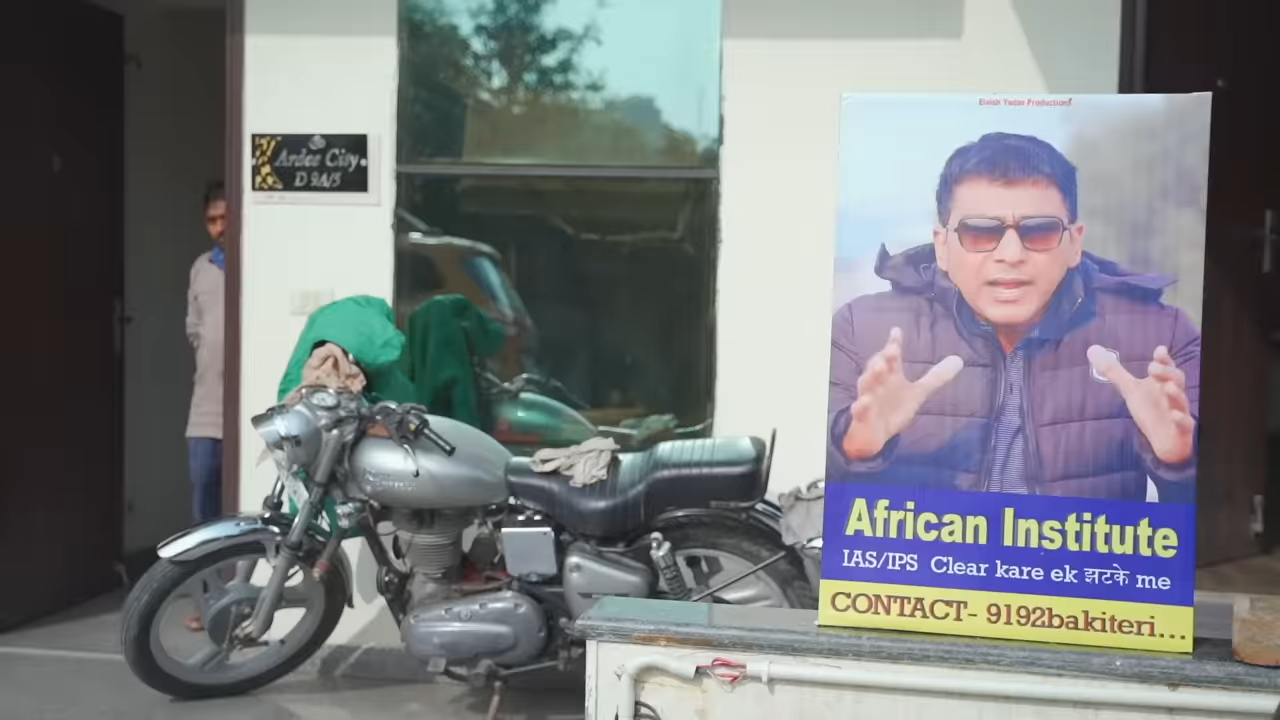 Elvish Yadav Productions
Ardee City
D 9A/5
African Institute
IAS/IPS Clear kare ek झटके me
CONTACT- 9192bakiteri...